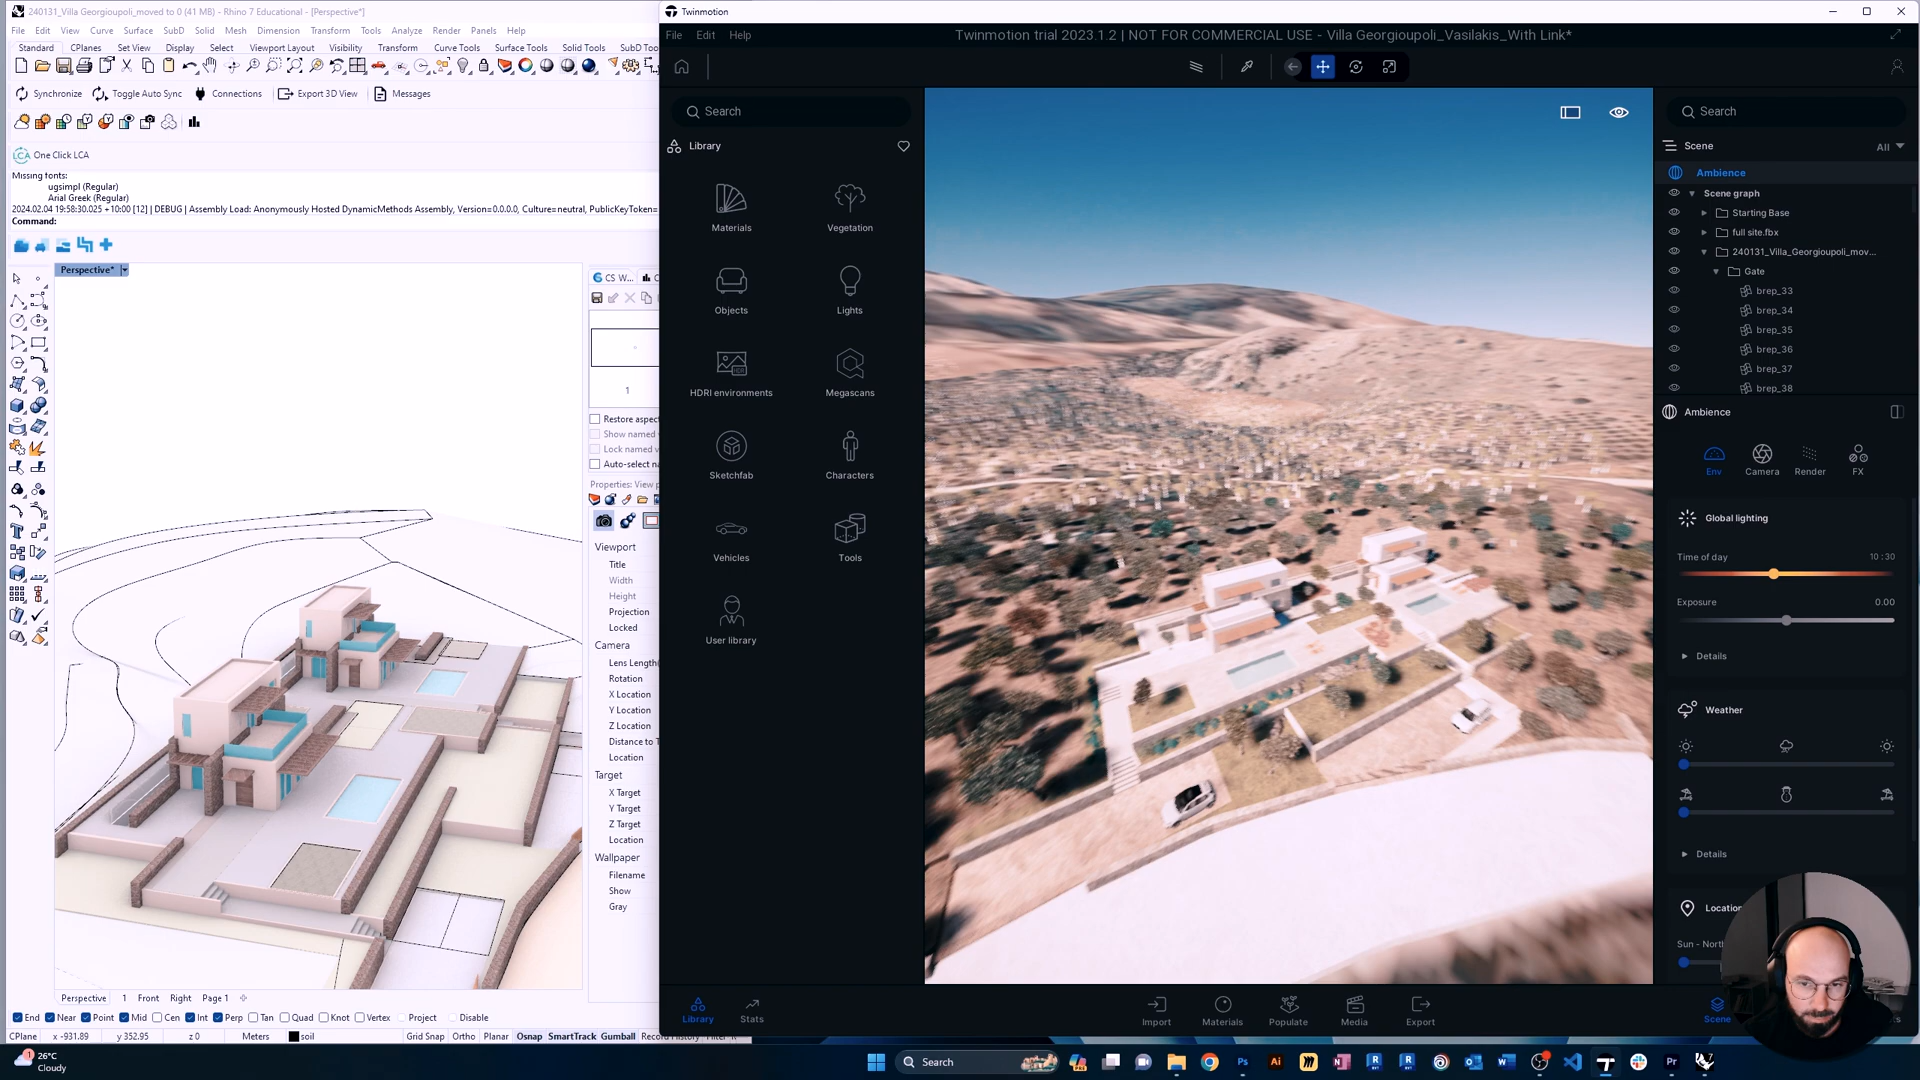 240131_Villa Georgioupoli_moved to 0 (41 MB) - Rhino 7 Educational - [Perspective*]
File Edit View Curve Surface SubD Solid Mesh Dimension Transform Tools Analyze Render Panels Help
Standard CPlanes Set View Display Select Viewport Layout Visibility Transform Curve Tools Surface Tools Solid Tools SubD Too
Synchronize Toggle Auto Sync Connections Export 3D View Messages
LCA One Click LCA
Missing fonts:
ugsimpl (Regular)
Arial Greek (Regular)
2024.02.04 19:58:30.025 +10:00 [12] | DEBUG | Assembly Load: Anonymously Hosted DynamicMethods Assembly, Version=0.0.0.0, Culture=neutral, PublicKeyToken=
Command:
Perspective*
CS W...
1
Restore aspect
Show named
Lock named
Auto-select na
Properties: View
Viewport
Title
Width
Height
Projection
Locked
Camera
Lens Length(
Rotation
X Location
Y Location
Z Location
Distance to T
Location
Target
X Target
Y Target
Z Target
Location
Wallpaper
Filename
Show
Gray
Perspective 1 Front Right Page 1
End Near Point Mid Cen Int Perp Tan Quad Knot Vertex Project Disable
CPlane x -931.89 y 352.95 z 0 Meters soil Grid Snap Ortho Planar Osnap SmartTrack Gumball Record History
Twinmotion
File Edit Help
Twinmotion trial 2023.1.2 | NOT FOR COMMERCIAL USE - Villa Georgioupoli_Vasilakis_With Link*
Search
Library
Materials Vegetation
Objects Lights
HDRI environments Megascans
Sketchfab Characters
Vehicles Tools
User library
Library Stats
Import Materials Populate Media Export
Search
Scene All
Ambience
Scene graph
Starting Base
full site.fbx
240131_Villa_Georgioupoli_mov...
Gate
brep_33
brep_34
brep_35
brep_36
brep_37
brep_38
Ambience
Env Camera Render FX
Global lighting
Time of day 10:30
Exposure 0.00
Details
Weather
Details
Location
Sun - North
Scene
1
26°C
Cloudy
Search